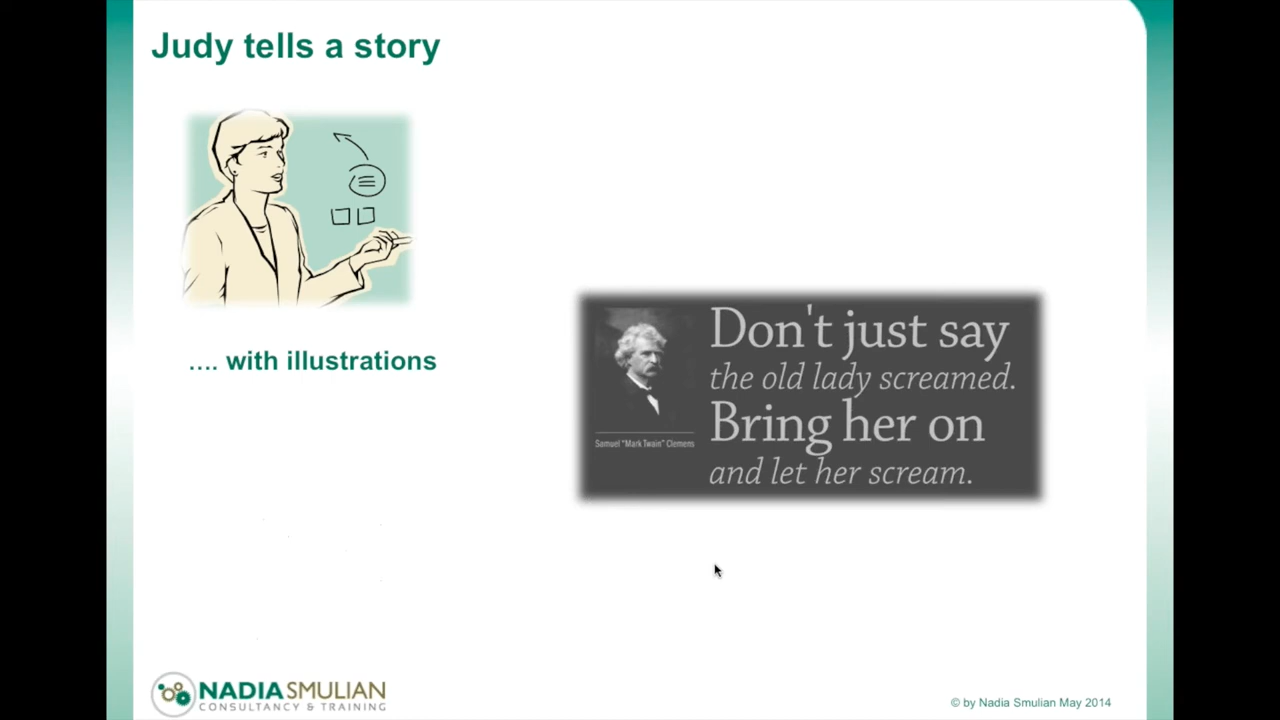 Judy tells a story
.... with illustrations
Don't just say
the old lady screamed.
Bring her on
and let her scream.
Samuel "Mark Twain" Clemens
NADIA SMULIAN
CONSULTANCY & TRAINING
© by Nadia Smulian May 2014